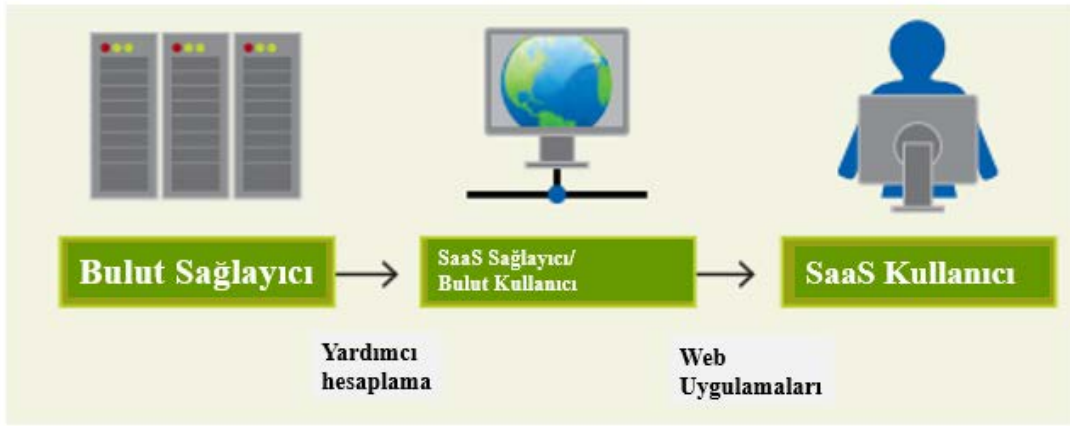 Bulut Sağlayıcı
SaaS Sağlayıcı/
Bulut Kullanıcı
SaaS Kullanıcı
Yardımcı
hesaplama
Web
Uygulamaları